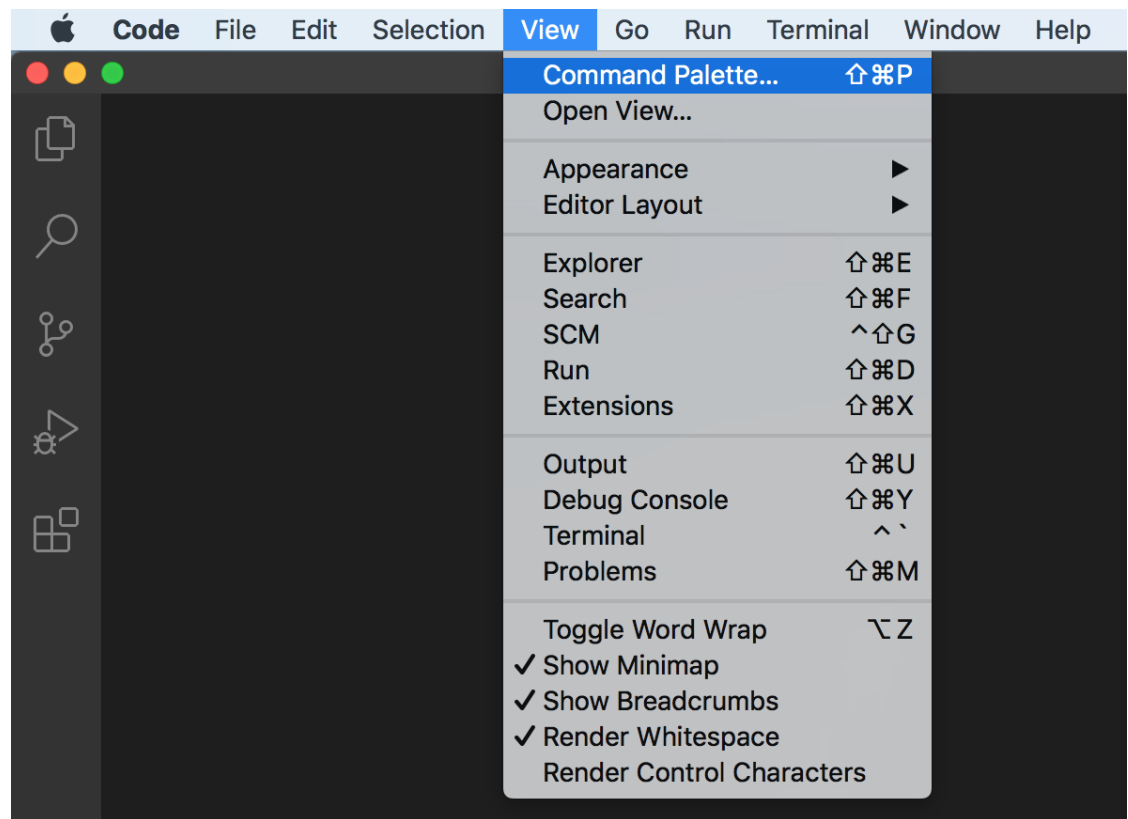 Code File Edit Selection View Go Run Terminal Window Help
Command Palette... ⇧⌘P
Open View...
Appearance ▶
Editor Layout ▶
Explorer ⇧⌘E
Search ⇧⌘F
SCM ^⇧G
Run ⇧⌘D
Extensions ⇧⌘X
Output ⇧⌘U
Debug Console ⇧⌘Y
Terminal ^`
Problems ⇧⌘M
Toggle Word Wrap ⌥Z
✓ Show Minimap
✓ Show Breadcrumbs
✓ Render Whitespace
Render Control Characters